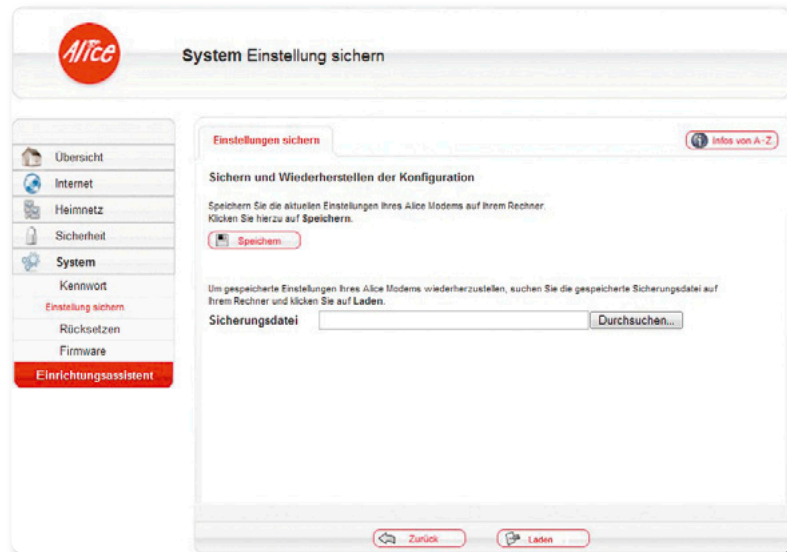 Alice
System Einstellung sichern
Übersicht
Internet
Heimnetz
Sicherheit
System
Kennwort
Einstellung sichern
Rücksetzen
Firmware
Einrichtungsassistent
Einstellungen sichern
Infos von A-Z
Sichern und Wiederherstellen der Konfiguration
Speichern Sie die aktuellen Einstellungen Ihres Alice Modems auf Ihrem Rechner.
Klicken Sie hierzu auf Speichern.
Speichern
Um gespeicherte Einstellungen Ihres Alice Modems wiederherzustellen, suchen Sie die gespeicherte Sicherungsdatei auf
Ihrem Rechner und klicken Sie auf Laden.
Sicherungsdatei
Durchsuchen...
Zurück
Laden